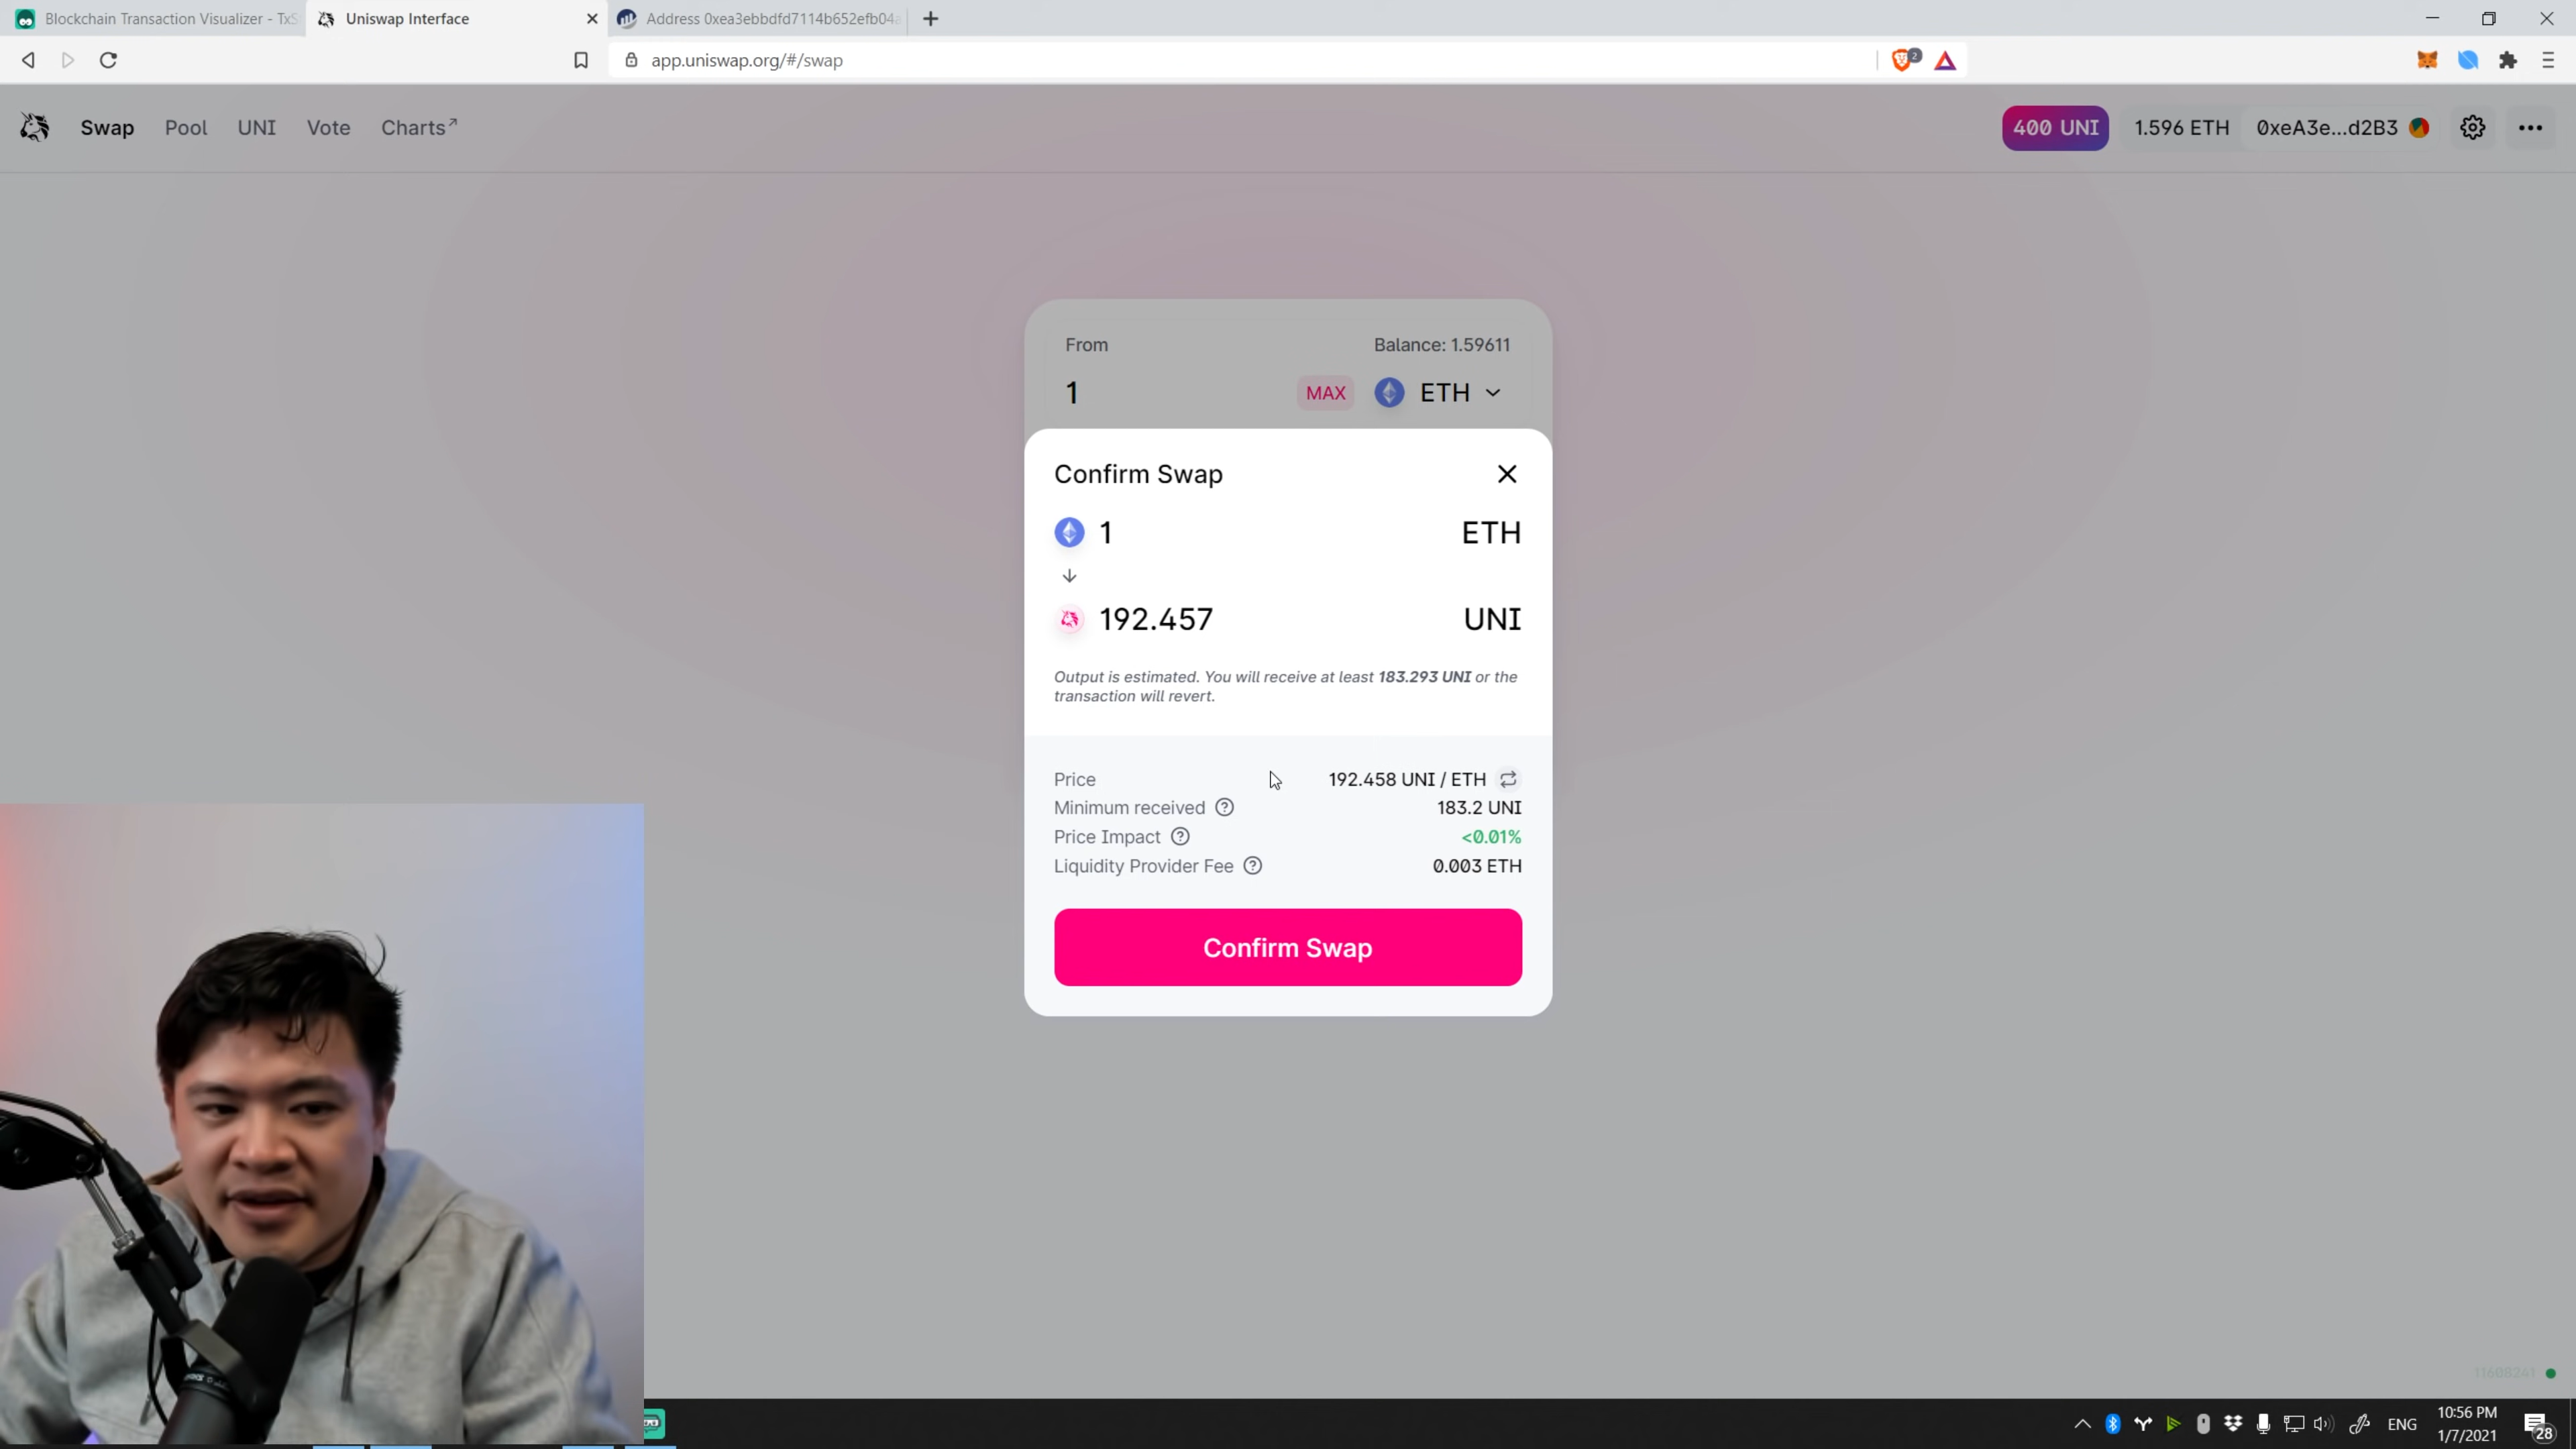 Blockchain Transaction Visualizer - TxS
Uniswap Interface
Address 0xea3ebbdfd7114b652efb04a
app.uniswap.org/#/swap
2
Swap
Pool
UNI
Vote
Charts↗
400 UNI
1.596 ETH
0xeA3e...d2B3
From
Balance: 1.59611
1
MAX
ETH
Confirm Swap
1
ETH
192.457
UNI
Output is estimated. You will receive at least 183.293 UNI or the
transaction will revert.
Price
192.458 UNI / ETH
Minimum received ?
183.2 UNI
Price Impact ?
<0.01%
Liquidity Provider Fee ?
0.003 ETH
Confirm Swap
11608241
ENG
10:56 PM
1/7/2021
28